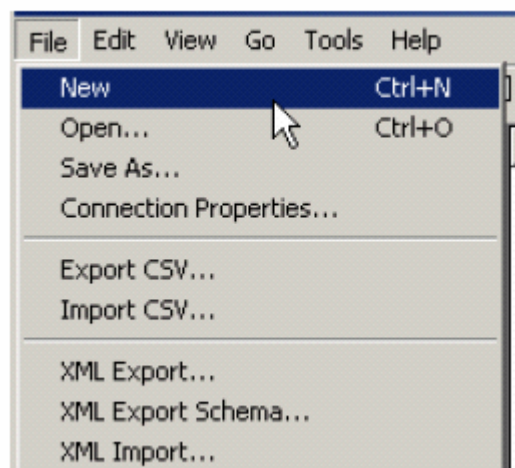 File Edit View Go Tools Help
New Ctrl+N
Open... Ctrl+O
Save As...
Connection Properties...
Export CSV...
Import CSV...
XML Export...
XML Export Schema...
XML Import...